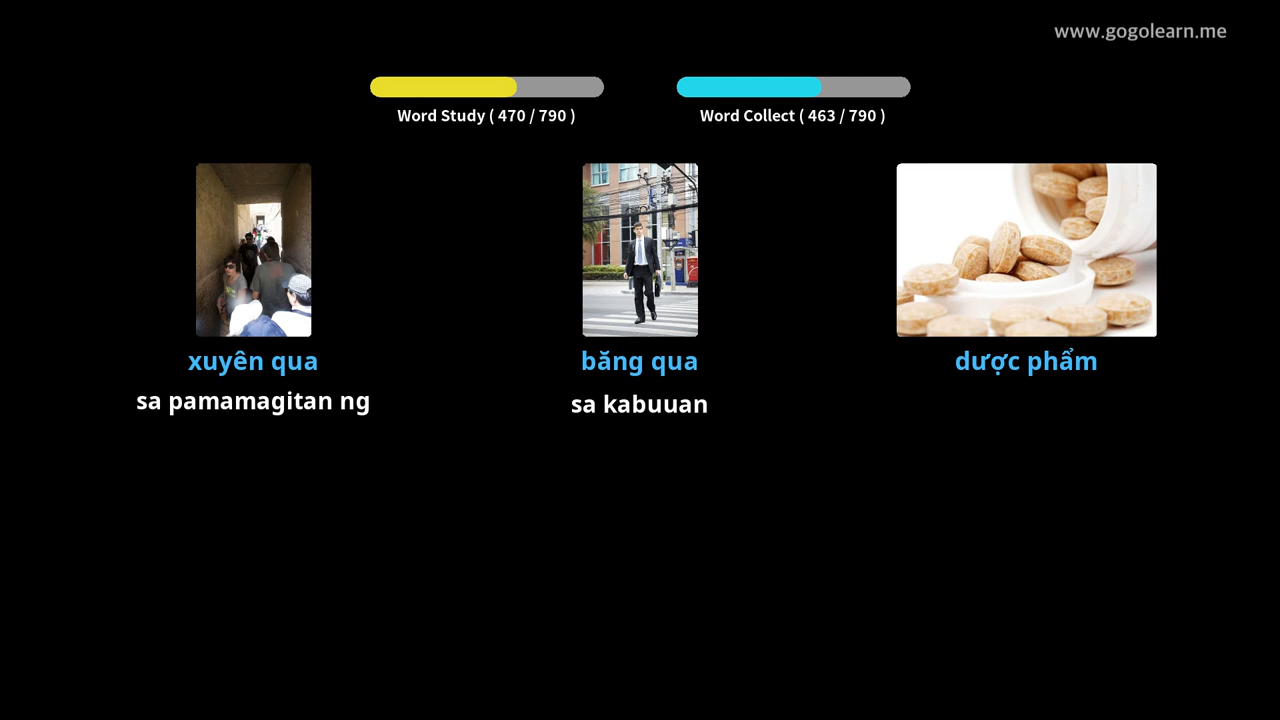 www.gogolearn.me
Word Study ( 470 / 790 )
Word Collect ( 463 / 790 )
xuyên qua
băng qua
dược phẩm
sa pamamagitan ng
sa kabuuan